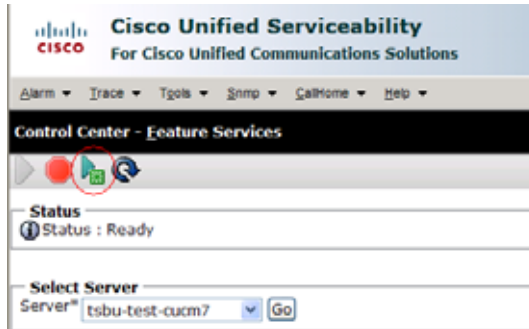 CISCO
Cisco Unified Serviceability
For Cisco Unified Communications Solutions
Alarm Trace Tools Snmp CallHome Help
Control Center - Feature Services
Status
Status : Ready
Select Server
Server* tsbu-test-cucm7 Go